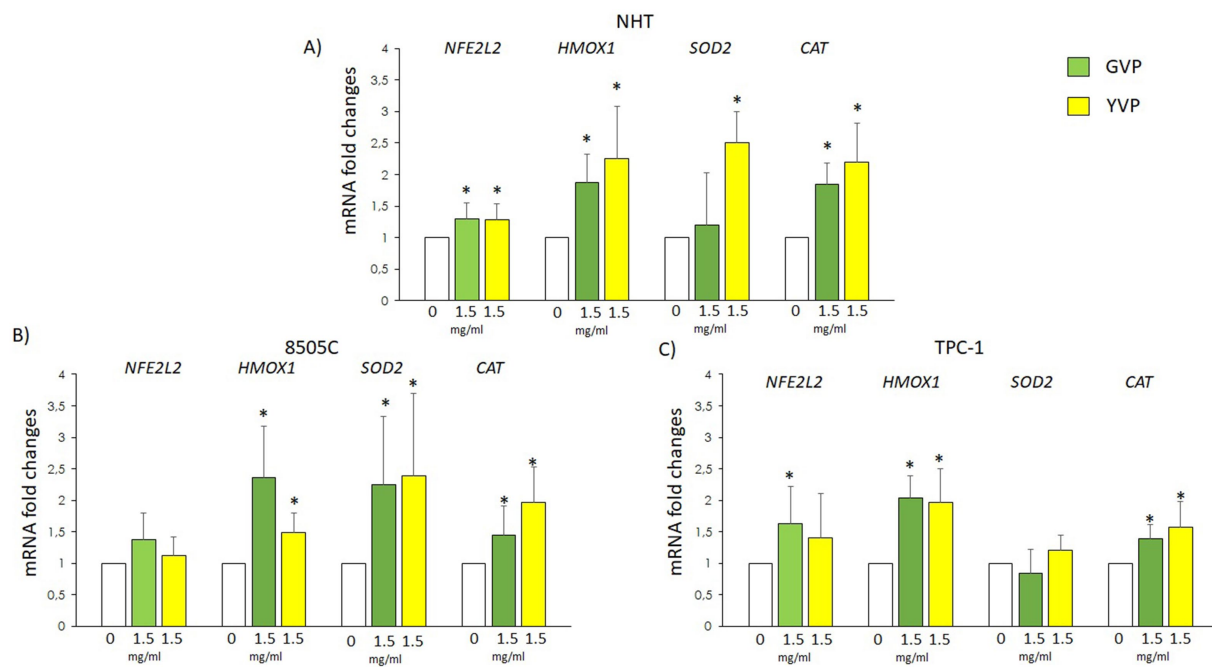 NHT
A)
NFE2L2 HMOX1 SOD2 CAT
GVP
YVP
mRNA fold changes
4
3,5
3
2,5
2
1,5
1
0,5
0
* * * * * * *
0 1.5 1.5 0 1.5 1.5 0 1.5 1.5 0 1.5 1.5
mg/ml mg/ml mg/ml mg/ml
B)
8505C
NFE2L2 HMOX1 SOD2 CAT
mRNA fold changes
4
3,5
3
2,5
2
1,5
1
0,5
0
* * * * * *
0 1.5 1.5 0 1.5 1.5 0 1.5 1.5 0 1.5 1.5
mg/ml mg/ml mg/ml mg/ml
C)
TPC-1
NFE2L2 HMOX1 SOD2 CAT
mRNA fold changes
4
3,5
3
2,5
2
1,5
1
0,5
0
* * * * *
0 1.5 1.5 0 1.5 1.5 0 1.5 1.5 0 1.5 1.5
mg/ml mg/ml mg/ml mg/ml